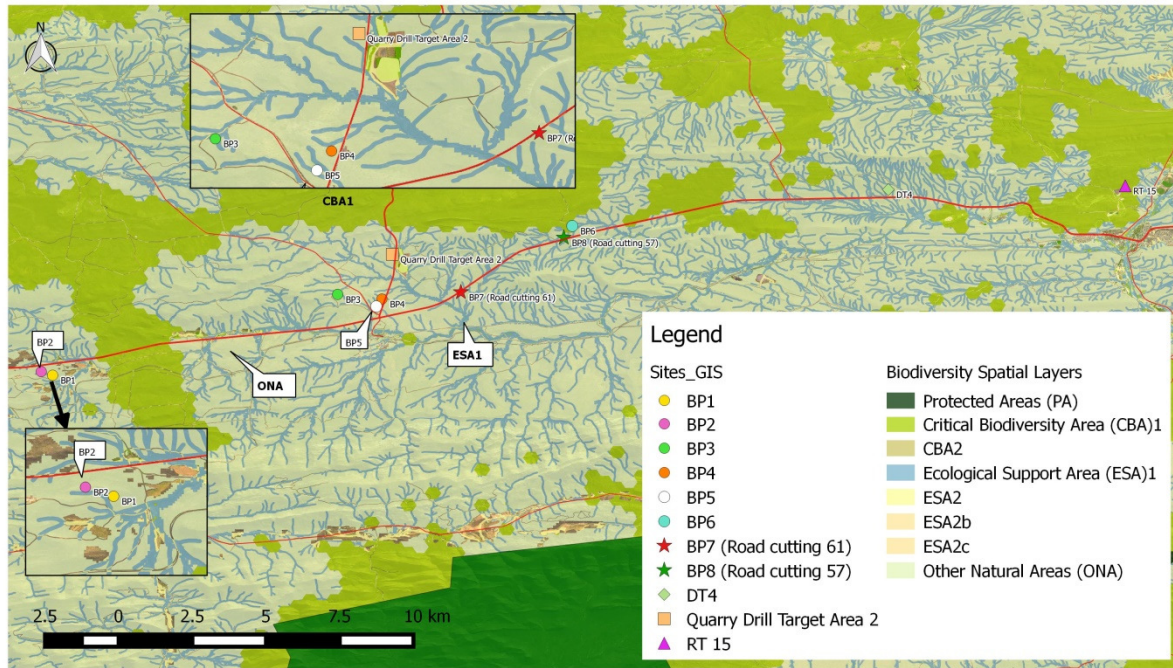 N
Quarry Drill Target Area 2
BP3
BP4
BP5
BP7 (R
CBA1
DT4
RT 15
BP6
BP8 (Road cutting 57)
Quarry Drill Target Area 2
BP3
BP4
BP7 (Road cutting 61)
BP5
ESA1
ONA
BP2
BP1
BP2
BP2
BP1
2.5 0 2.5 5 7.5 10 km
Legend
Sites_GIS
BP1
BP2
BP3
BP4
BP5
BP6
BP7 (Road cutting 61)
BP8 (Road cutting 57)
DT4
Quarry Drill Target Area 2
RT 15
Biodiversity Spatial Layers
Protected Areas (PA)
Critical Biodiversity Area (CBA)1
CBA2
Ecological Support Area (ESA)1
ESA2
ESA2b
ESA2c
Other Natural Areas (ONA)